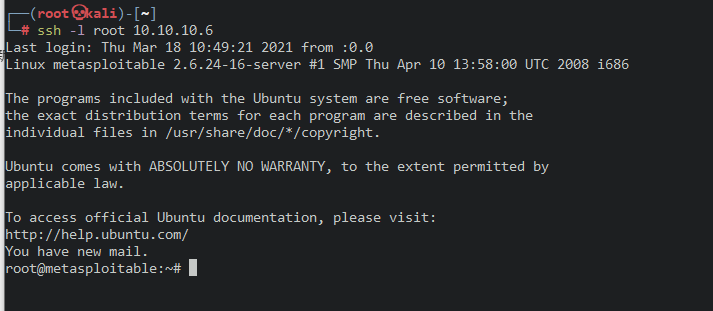 ┌──(root💀kali)-[~]
└─# ssh -l root 10.10.10.6
Last login: Thu Mar 18 10:49:21 2021 from :0.0
Linux metasploitable 2.6.24-16-server #1 SMP Thu Apr 10 13:58:00 UTC 2008 i686

The programs included with the Ubuntu system are free software;
the exact distribution terms for each program are described in the
individual files in /usr/share/doc/*/copyright.

Ubuntu comes with ABSOLUTELY NO WARRANTY, to the extent permitted by
applicable law.

To access official Ubuntu documentation, please visit:
http://help.ubuntu.com/
You have new mail.
root@metasploitable:~#